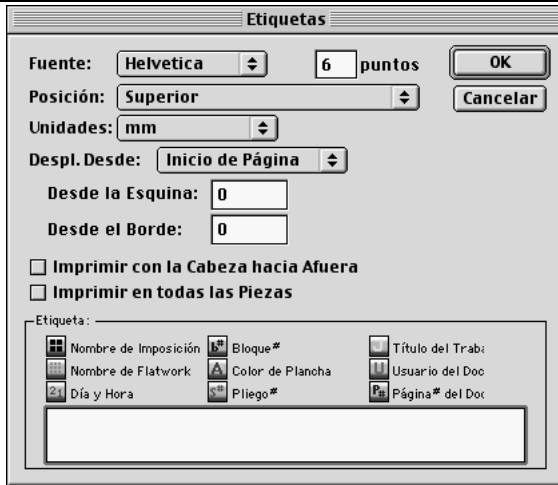 Etiquetas
Fuente: Helvetica 6 puntos OK
Posición: Superior Cancelar
Unidades: mm
Despl. Desde: Inicio de Página
Desde la Esquina: 0
Desde el Borde: 0
Imprimir con la Cabeza hacia Afuera
Imprimir en todas las Piezas
Etiqueta:
Nombre de Imposición b# Bloque# J Título del Traba
Nombre de Flatwork A Color de Plancha U Usuario del Doc
21 Día y Hora S# Pliego# P# Página# del Doc